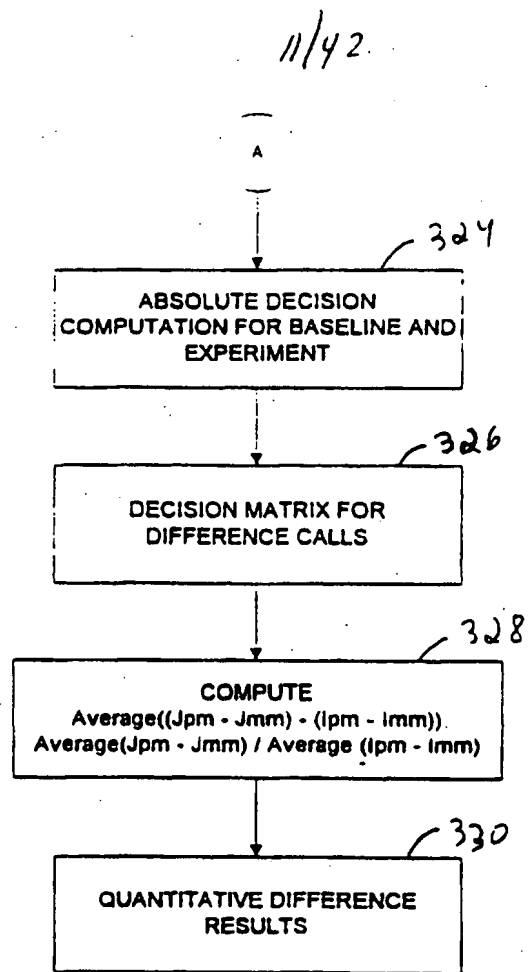 11/42
A
324
ABSOLUTE DECISION
COMPUTATION FOR BASELINE AND
EXPERIMENT
326
DECISION MATRIX FOR
DIFFERENCE CALLS
328
COMPUTE
Average((Jpm - Jmm) - (Ipm - Imm))
Average(Jpm - Jmm) / Average (Ipm - Imm)
330
QUANTITATIVE DIFFERENCE
RESULTS